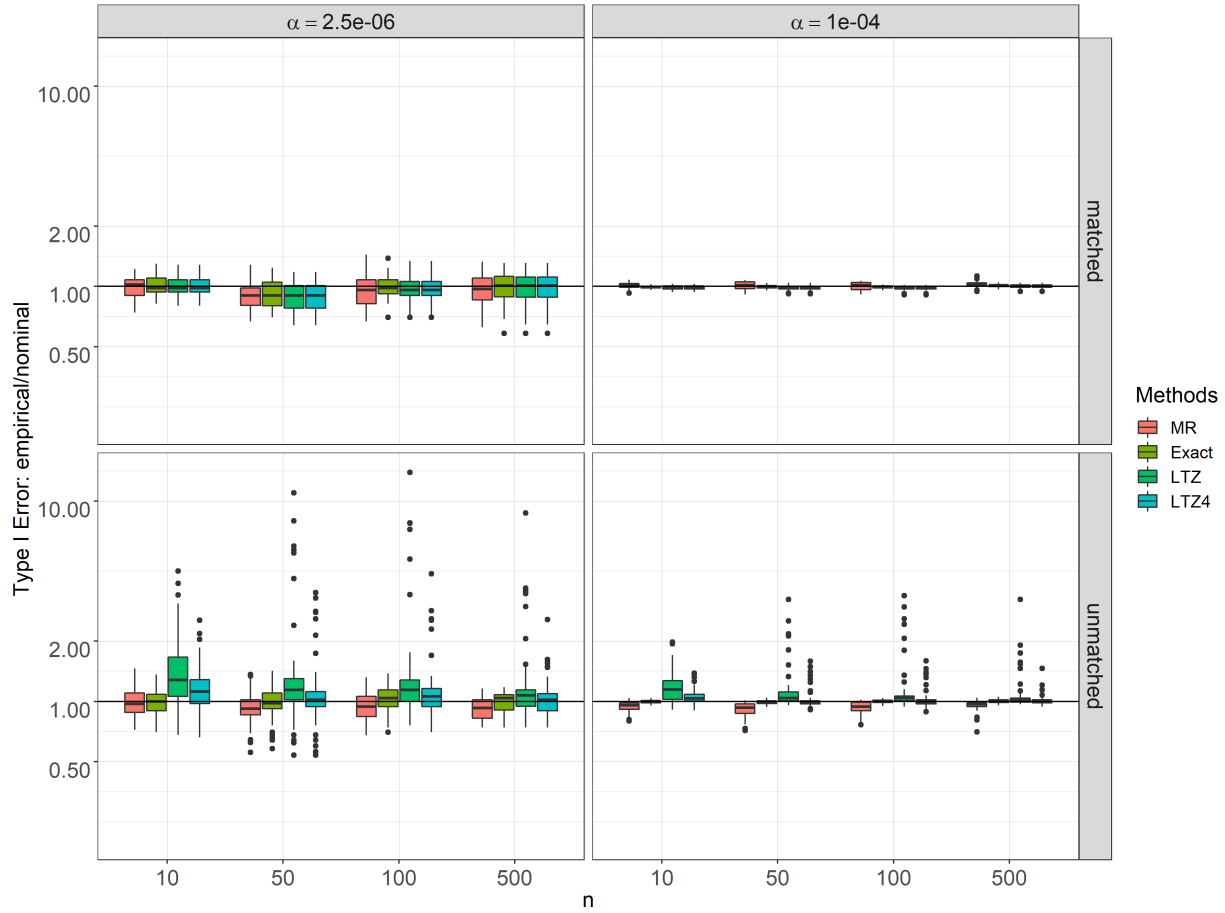 α = 2.5e-06
α = 1e-04
10.00
2.00
1.00
0.50
matched
10.00
2.00
1.00
0.50
unmatched
Type I Error: empirical/nominal
10 50 100 500
10 50 100 500
n
Methods
MR
Exact
LTZ
LTZ4